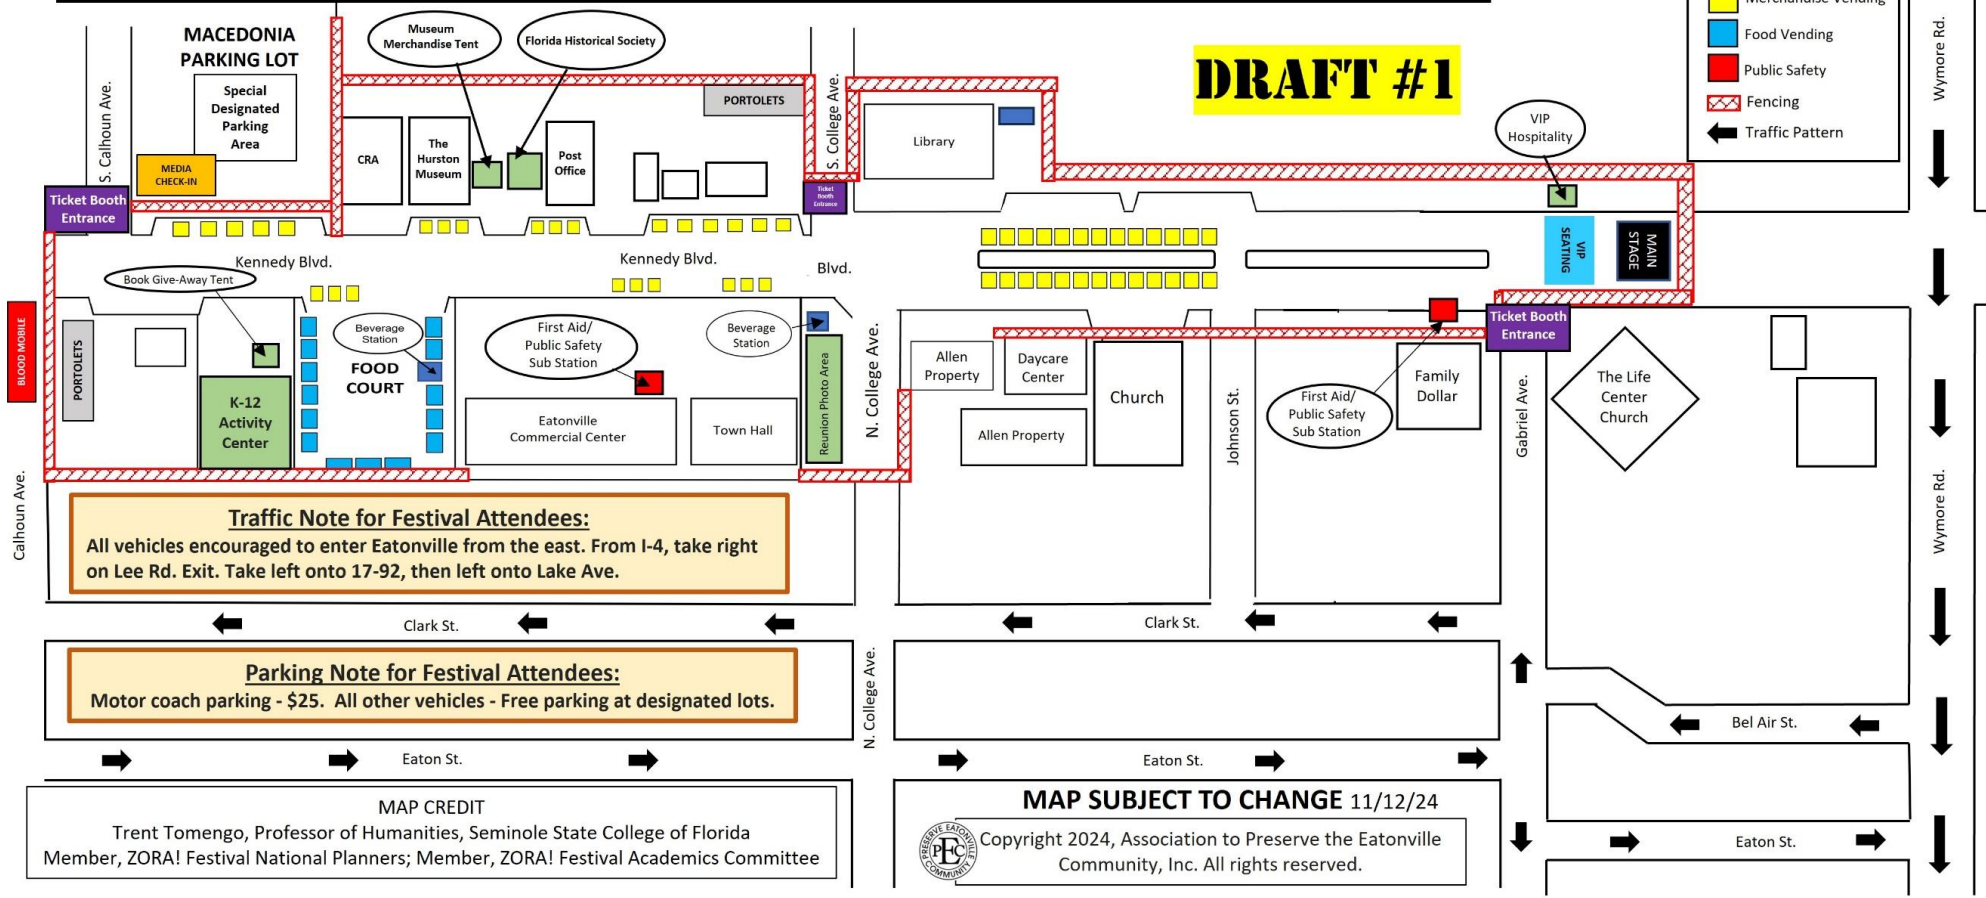 Merchandise Vending
Food Vending
Public Safety
Fencing
Traffic Pattern
DRAFT #1
MACEDONIA
PARKING LOT
Special
Designated
Parking
Area
MEDIA
CHECK-IN
Ticket Booth
Entrance
S. Calhoun Ave.
Museum
Merchandise Tent
Florida Historical Society
PORTOLETS
CRA
The
Hurston
Museum
Post
Office
S. College Ave.
Ticket
Booth
Entrance
Library
VIP
Hospitality
VIP
SEATING
MAIN
STAGE
Wymore Rd.
Kennedy Blvd.
Kennedy Blvd.
Blvd.
Book Give-Away Tent
BLOOD MOBILE
PORTOLETS
K-12
Activity
Center
Beverage
Station
FOOD
COURT
First Aid/
Public Safety
Sub Station
Eatonville
Commercial Center
Town Hall
Beverage
Station
Reunion Photo Area
N. College Ave.
Allen
Property
Daycare
Center
Church
Allen Property
Johnson St.
First Aid/
Public Safety
Sub Station
Family
Dollar
Ticket Booth
Entrance
Gabriel Ave.
The Life
Center
Church
Wymore Rd.
Calhoun Ave.
Traffic Note for Festival Attendees:
All vehicles encouraged to enter Eatonville from the east. From I-4, take right
on Lee Rd. Exit. Take left onto 17-92, then left onto Lake Ave.
Clark St.
Clark St.
Parking Note for Festival Attendees:
Motor coach parking - $25. All other vehicles - Free parking at designated lots.
N. College Ave.
Bel Air St.
Eaton St.
Eaton St.
Eaton St.
MAP CREDIT
Trent Tomengo, Professor of Humanities, Seminole State College of Florida
Member, ZORA! Festival National Planners; Member, ZORA! Festival Academics Committee
MAP SUBJECT TO CHANGE 11/12/24
PRESERVE EATONVILLE
COMMUNITY
PEC
Copyright 2024, Association to Preserve the Eatonville
Community, Inc. All rights reserved.